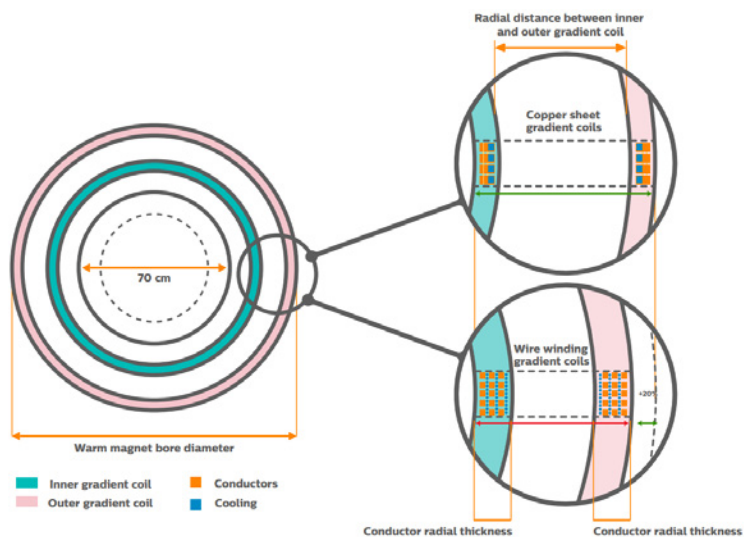 Radial distance between inner
and outer gradient coil
Copper sheet
gradient coils
70 cm
Wire winding
gradient coils
+20%
Warm magnet bore diameter
Inner gradient coil
Conductors
Outer gradient coil
Cooling
Conductor radial thickness
Conductor radial thickness